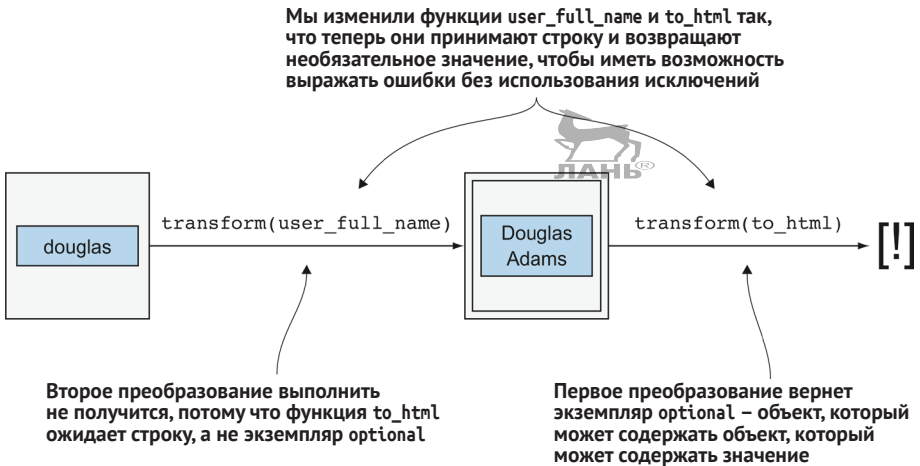 Мы изменили функции user_full_name и to_html так,
что теперь они принимают строку и возвращают
необязательное значение, чтобы иметь возможность
выражать ошибки без использования исключений
ЛАНЬ®
douglas
transform(user_full_name)
Douglas
Adams
transform(to_html)
[!]
Второе преобразование выполнить
не получится, потому что функция to_html
ожидает строку, а не экземпляр optional
Первое преобразование вернет
экземпляр optional – объект, который
может содержать объект, который
может содержать значение